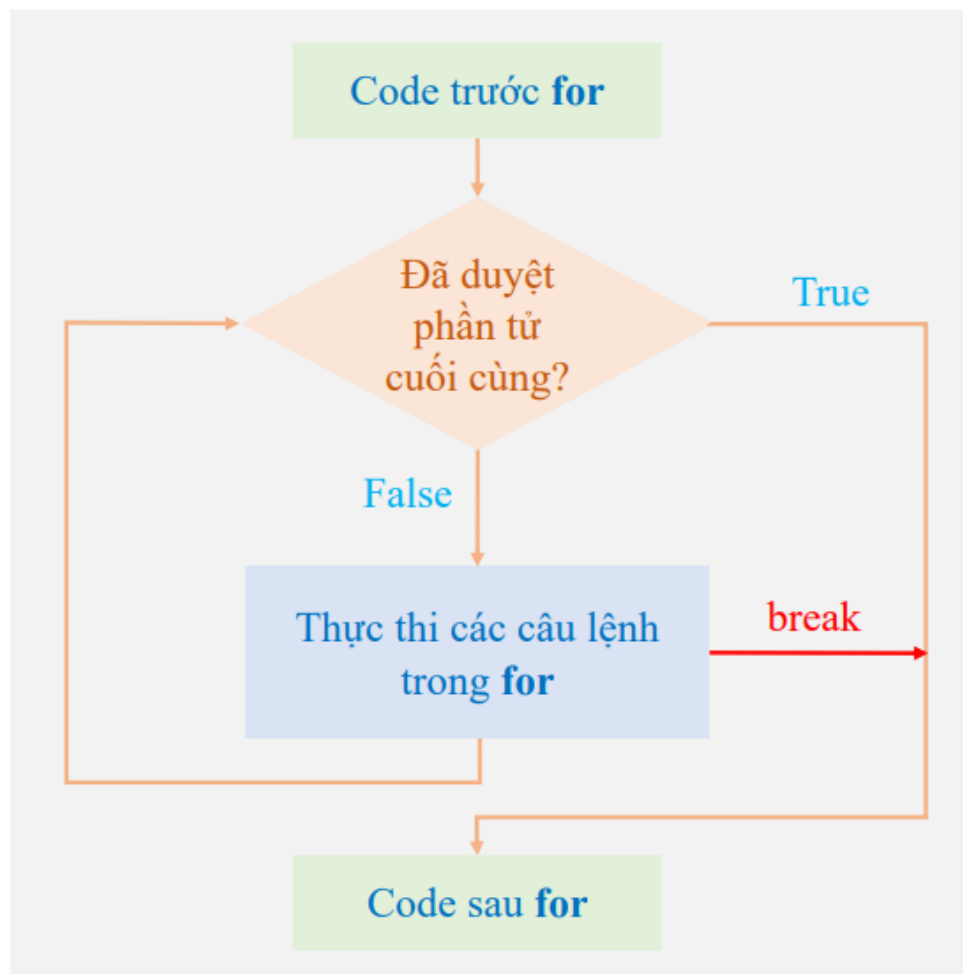 Code trước for
Đã duyệt
phần tử
cuối cùng?
True
False
Thực thi các câu lệnh
trong for
break
Code sau for